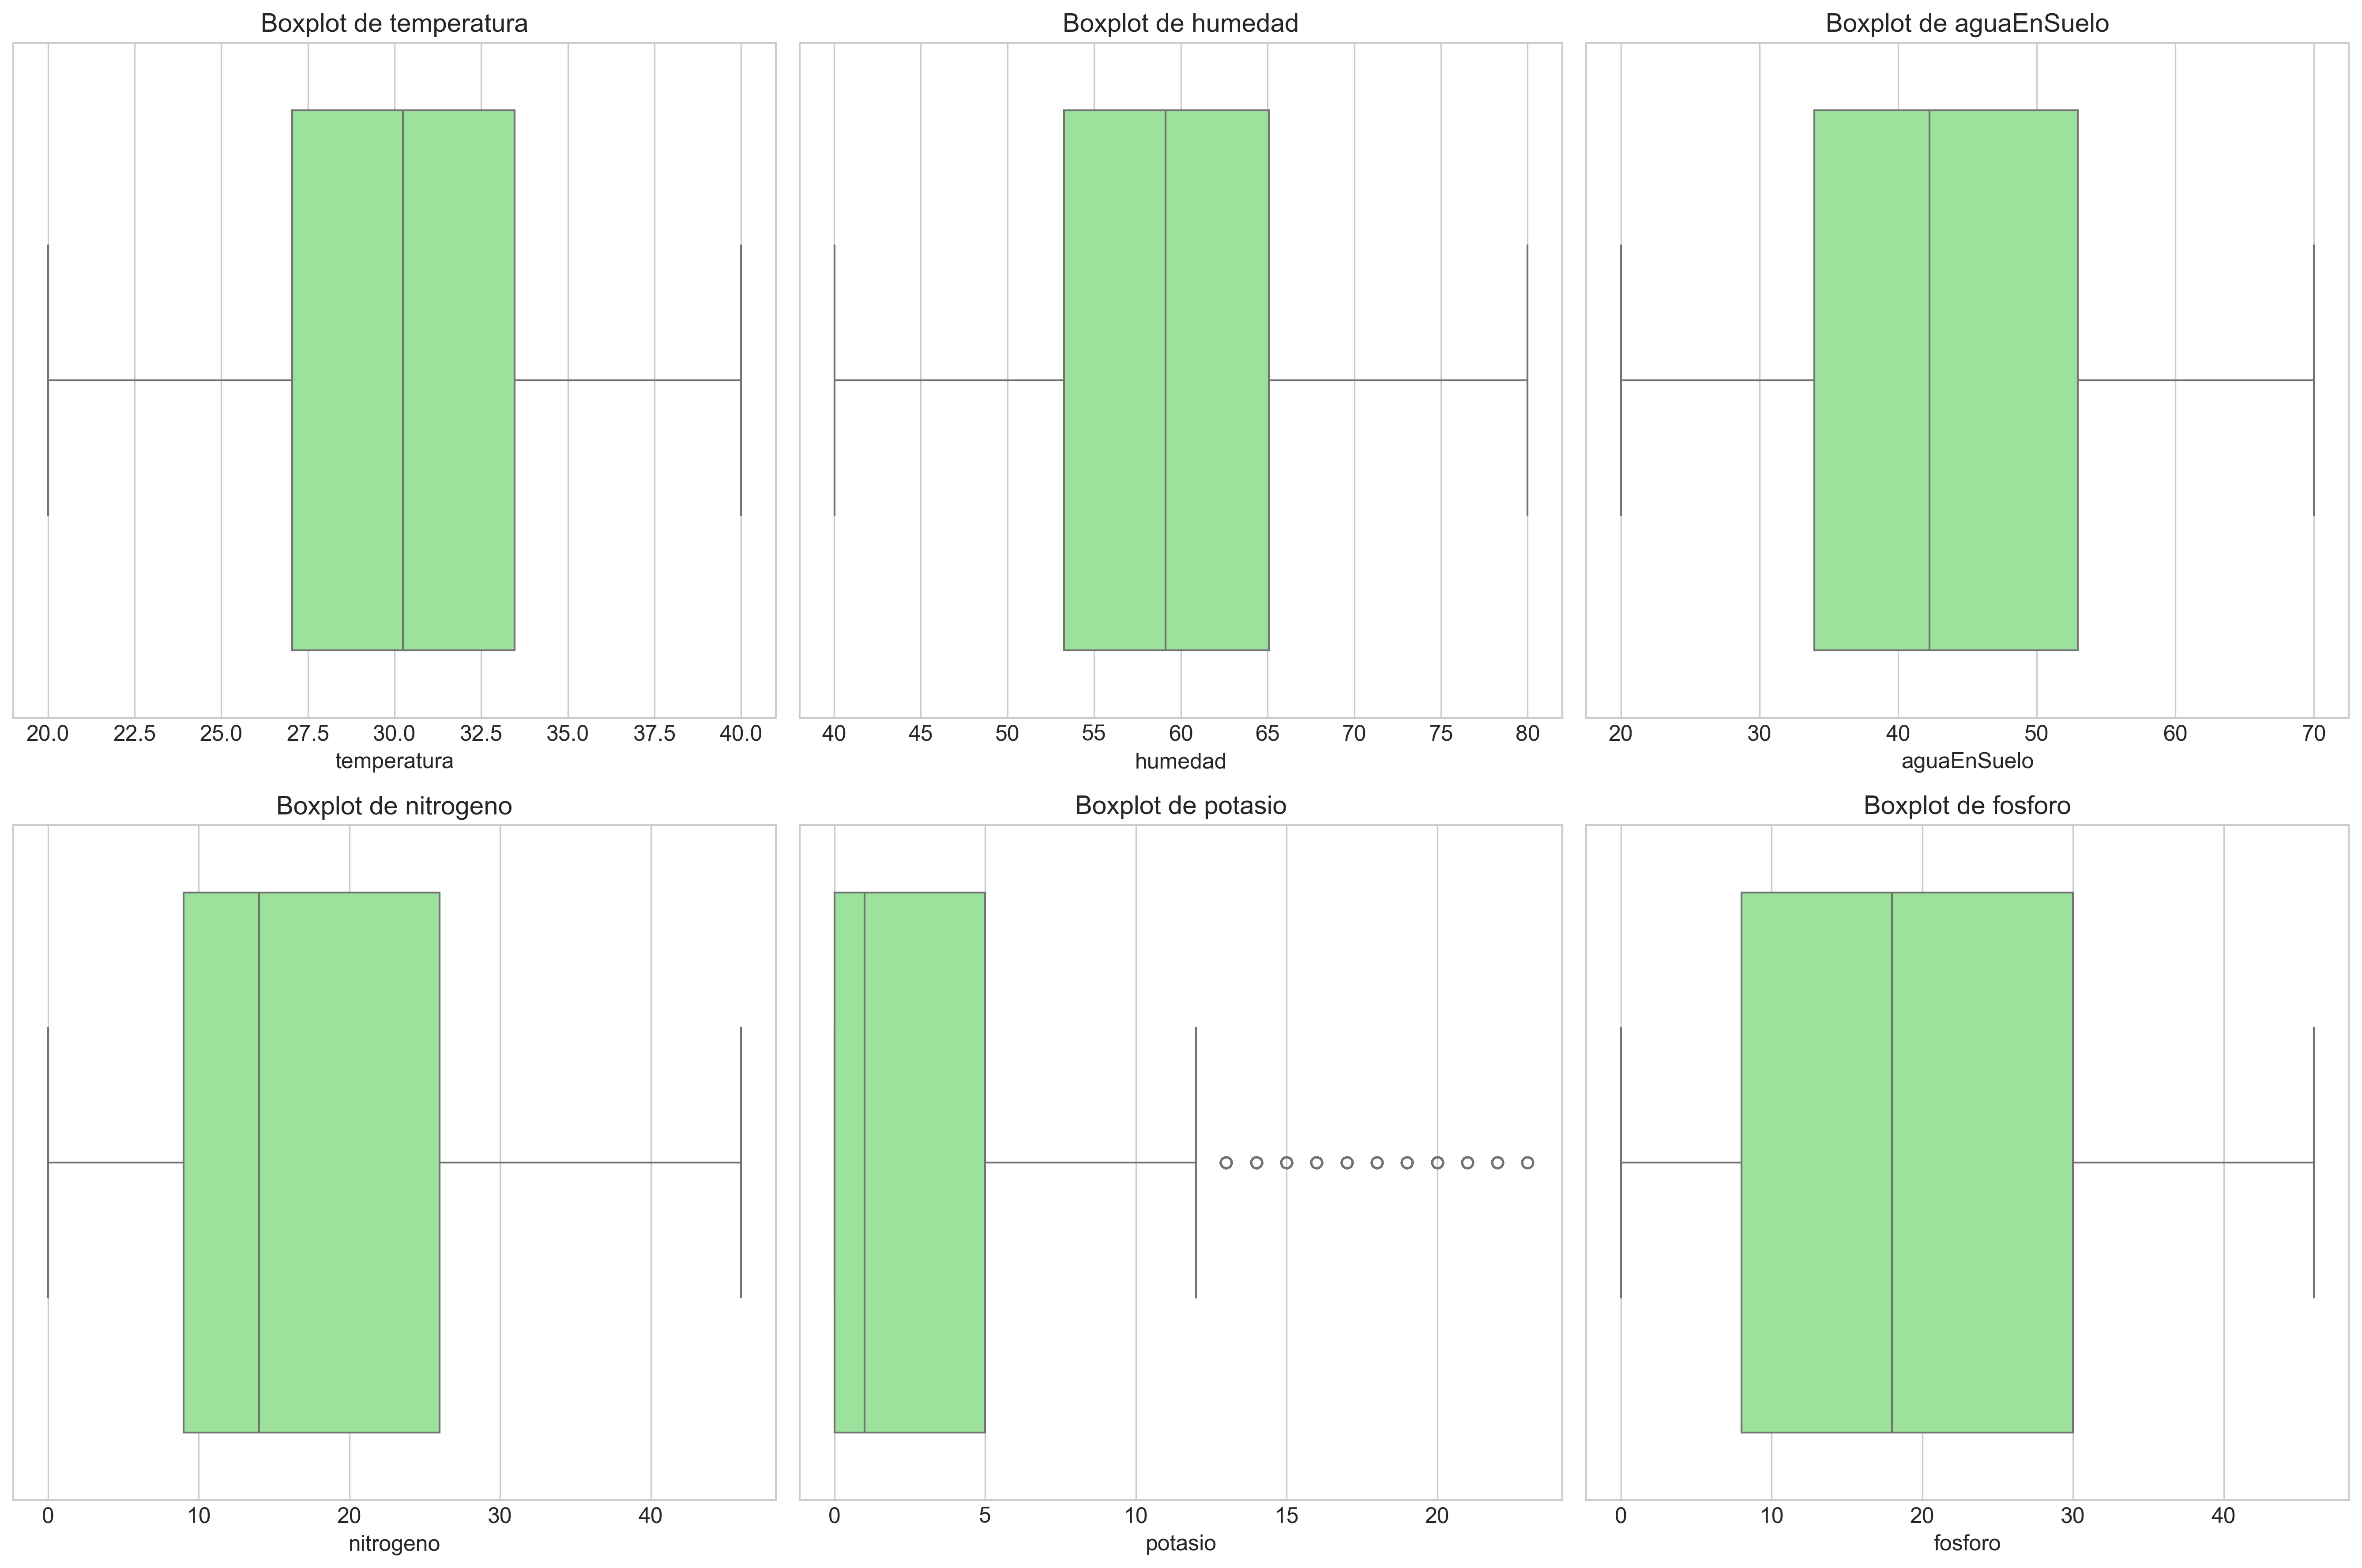 Boxplot de temperatura
20.0 22.5 25.0 27.5 30.0 32.5 35.0 37.5 40.0
temperatura
Boxplot de humedad
40 45 50 55 60 65 70 75 80
humedad
Boxplot de aguaEnSuelo
20 30 40 50 60 70
aguaEnSuelo
Boxplot de nitrogeno
0 10 20 30 40
nitrogeno
Boxplot de potasio
0 5 10 15 20
potasio
Boxplot de fosforo
0 10 20 30 40
fosforo